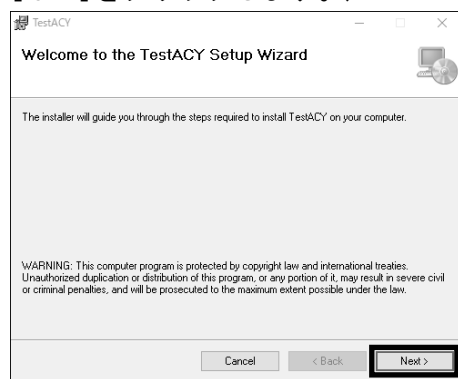 TestACY
Welcome to the TestACY Setup Wizard
The installer will guide you through the steps required to install TestACY on your computer.
WARNING: This computer program is protected by copyright law and international treaties.
Unauthorized duplication or distribution of this program, or any portion of it, may result in severe civil
or criminal penalties, and will be prosecuted to the maximum extent possible under the law.
Cancel
< Back
Next >